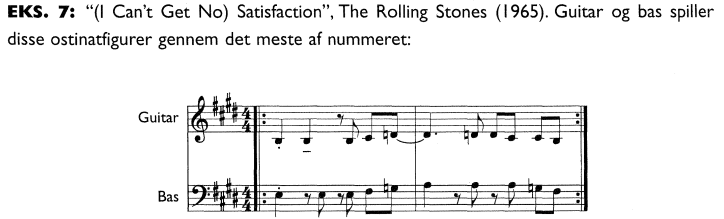 EKS. 7: “(I Can’t Get No) Satisfaction”, The Rolling Stones (1965). Guitar og bas spiller
disse ostinatfigurer gennem det meste af nummeret:
Guitar
Bas